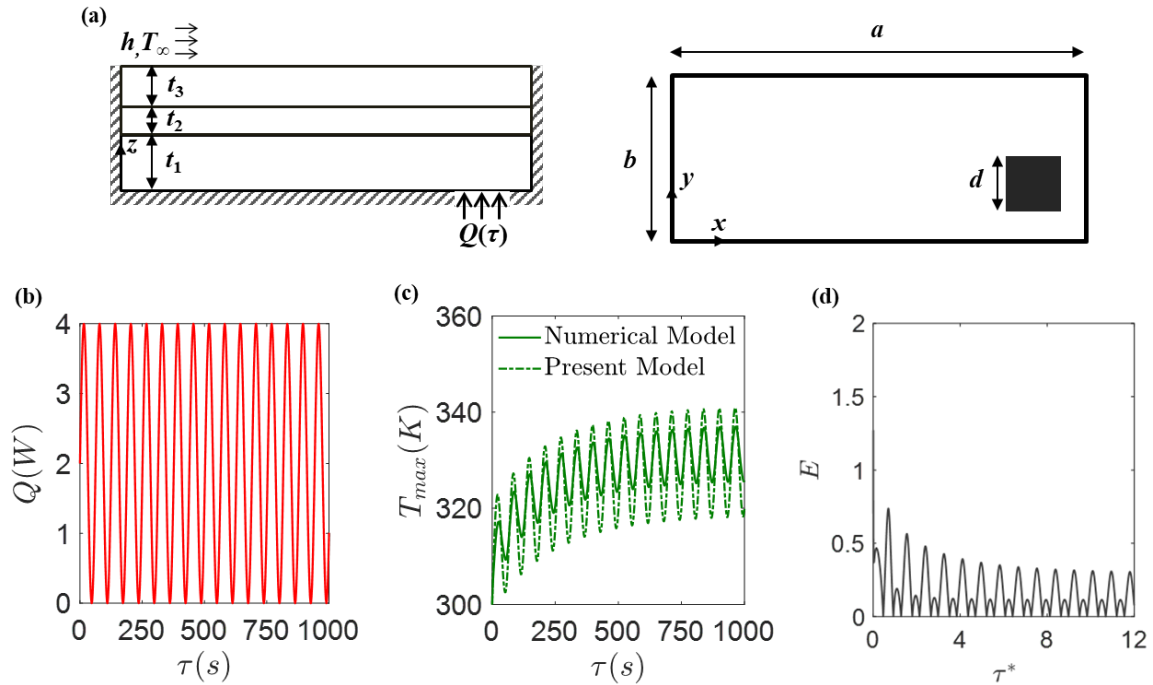 (a)
h,T∞
t3
t2
z
t1
Q(τ)
a
b
y
d
x
(b)
4
3
2
1
0
Q(W)
0 250 500 750 1000
τ(s)
(c)
360
340
320
300
Tmax(K)
Numerical Model
Present Model
0 250 500 750 1000
τ(s)
(d)
2
1.5
1
0.5
0
E
0 4 8 12
τ*